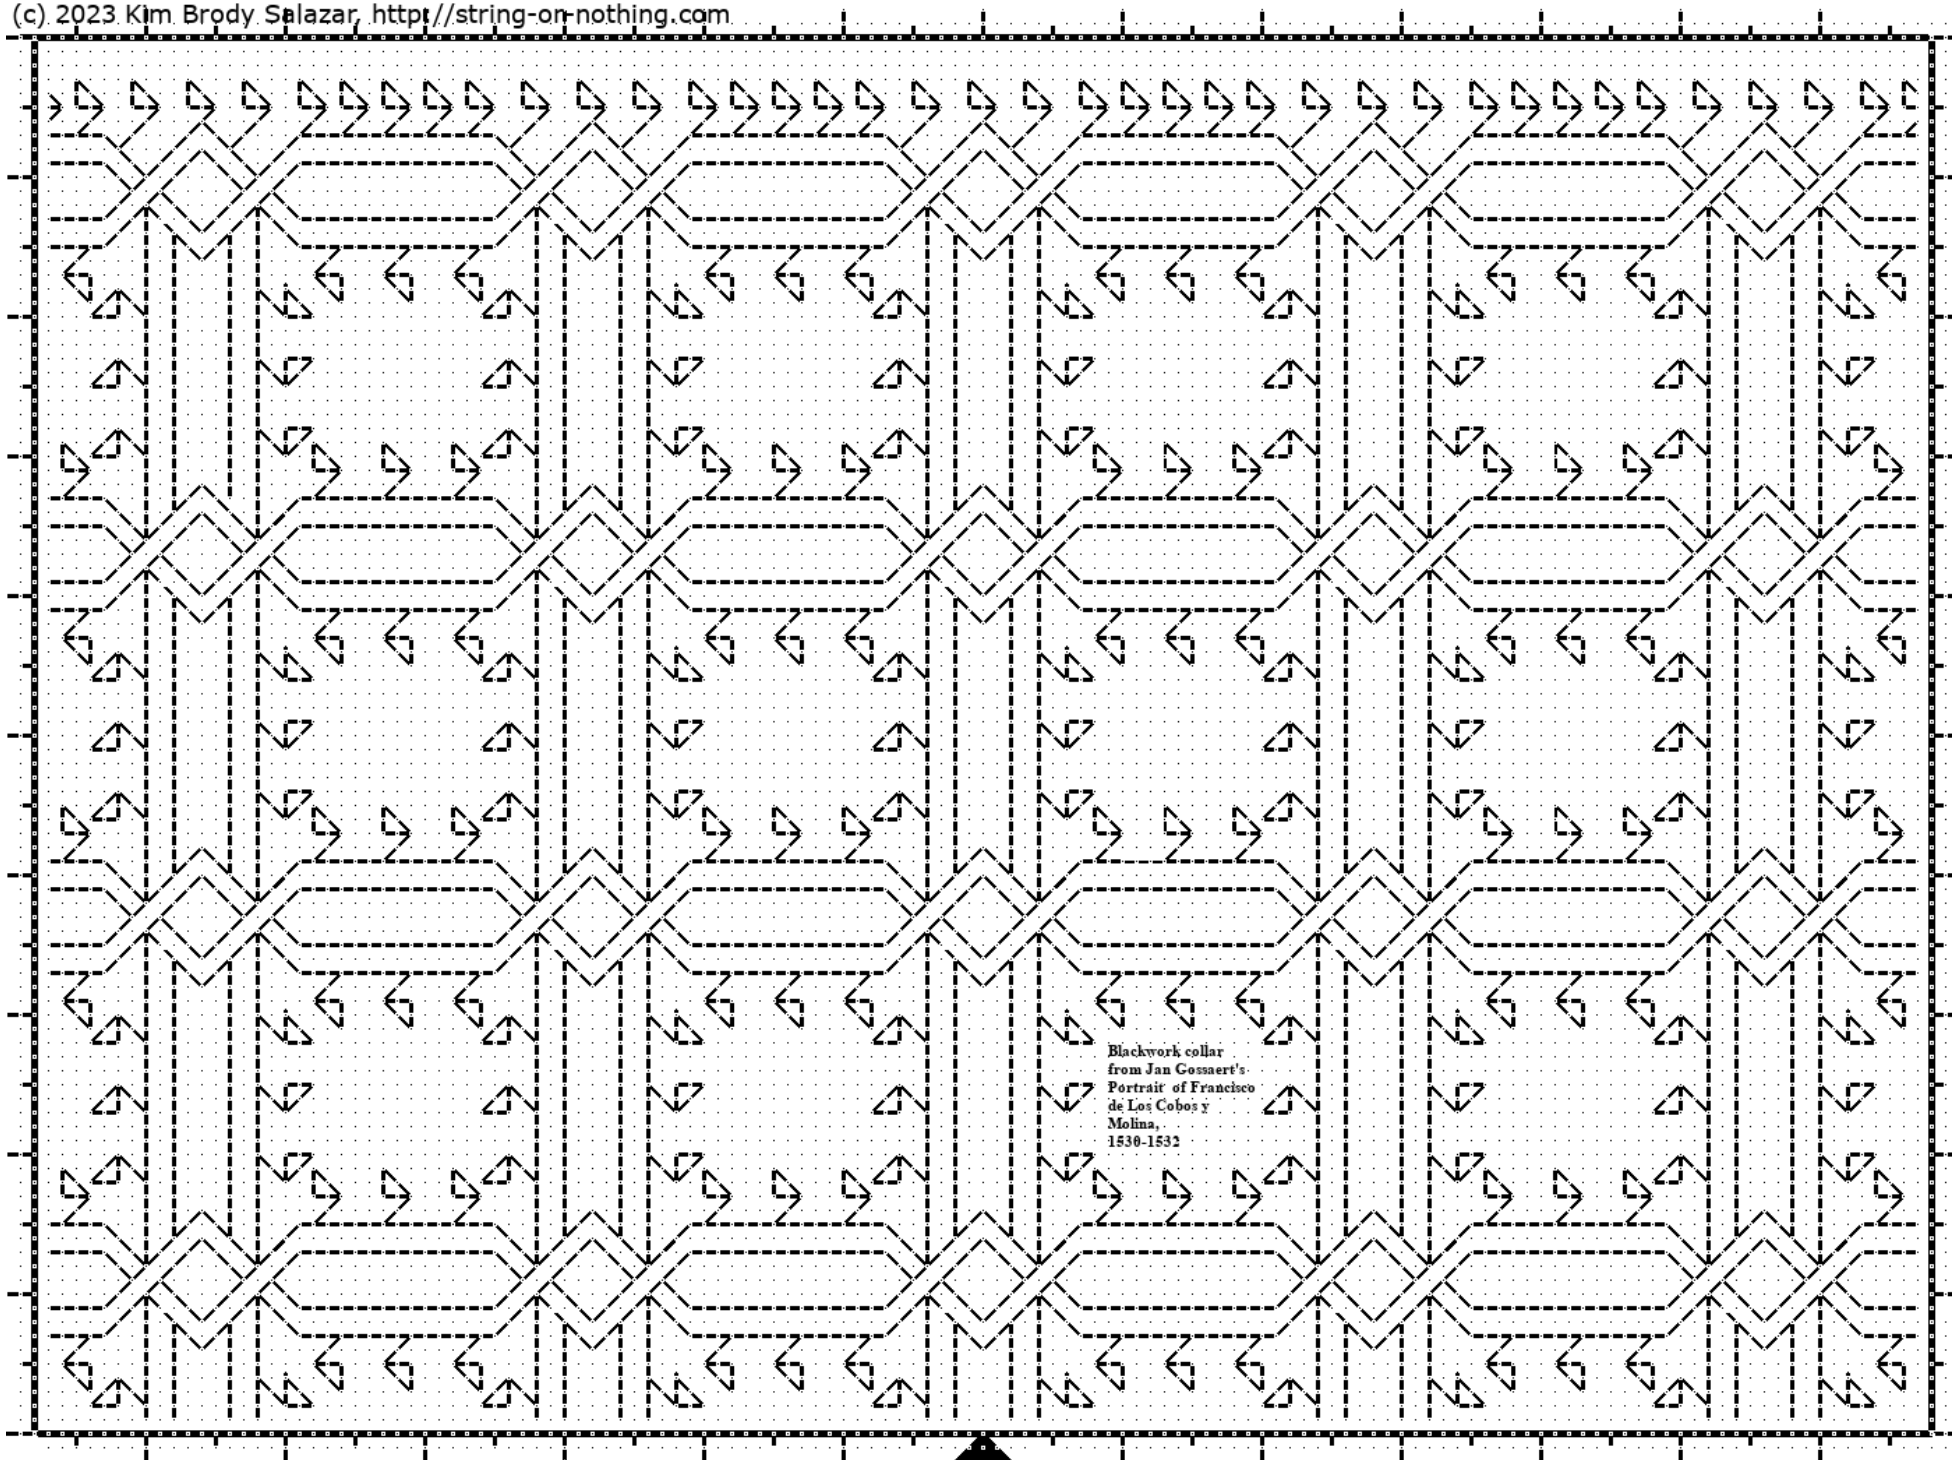 (c) 2023 Kim Brody Salazar, http://string-on-nothing.com
Blackwork collar
from Jan Gossaert's
Portrait of Francisco
de Los Cobos y
Molina,
1530-1532